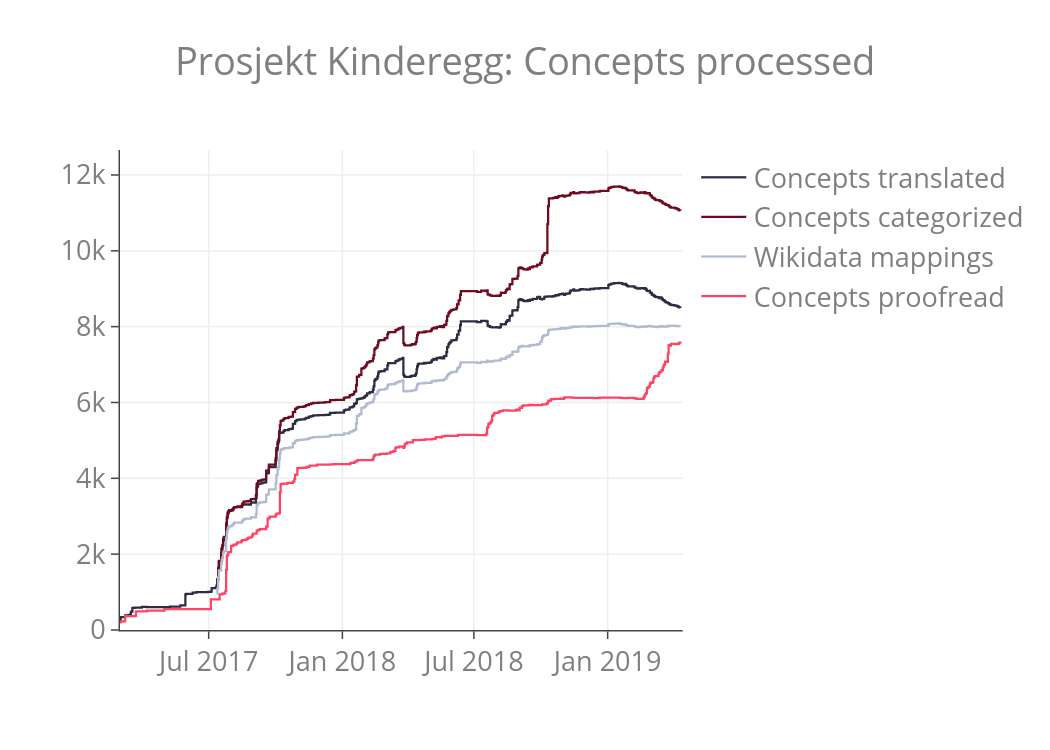 Prosjekt Kinderegg: Concepts processed
12k
10k
8k
6k
4k
2k
0
Jul 2017
Jan 2018
Jul 2018
Jan 2019
Concepts translated
Concepts categorized
Wikidata mappings
Concepts proofread